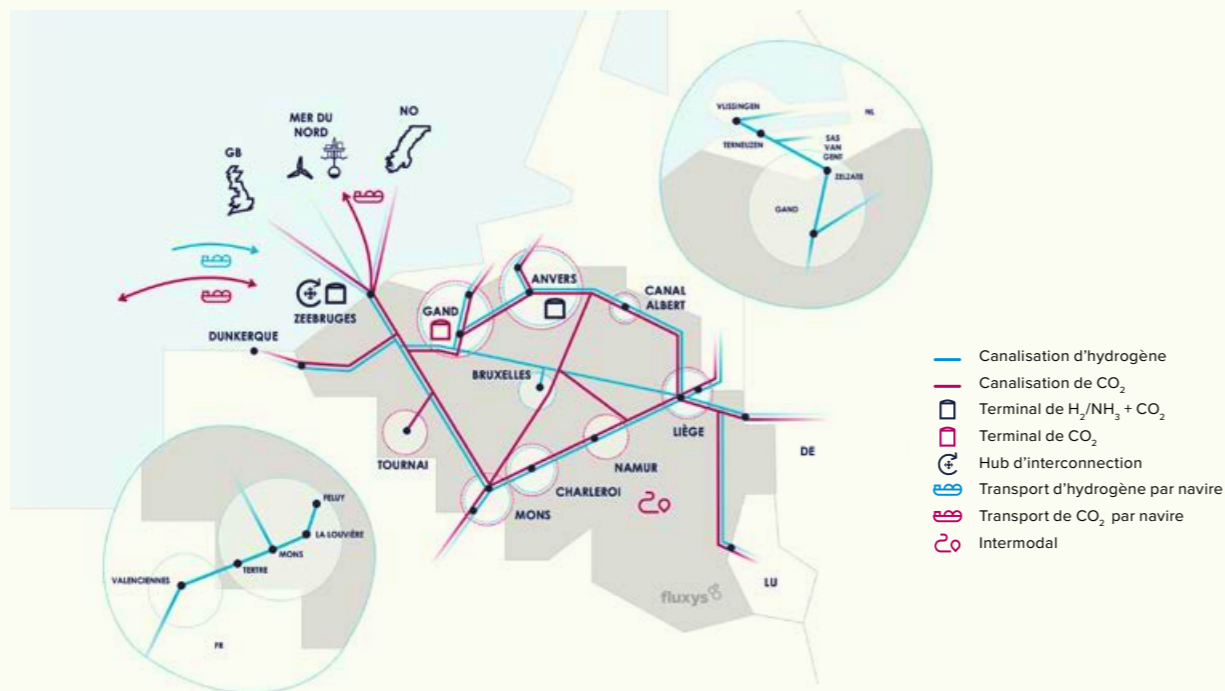 NO
MER DU
NORD
GB
ZEEBRUGES
DUNKERQUE
GAND
ANVERS
CANAL
ALBERT
BRUXELLES
TOURNAI
LIÈGE
NAMUR
CHARLEROI
MONS
DE
LU
fluxys
VLISSINGEN
NL
TERNEUZEN
SAS
VAN
GENT
ZELZATE
GAND
FELUY
LA LOUVIÈRE
MONS
TERTRE
VALENCIENNES
FR
Canalisation d'hydrogène
Canalisation de CO₂
Terminal de H₂/NH₃ + CO₂
Terminal de CO₂
Hub d'interconnection
Transport d'hydrogène par navire
Transport de CO₂ par navire
Intermodal